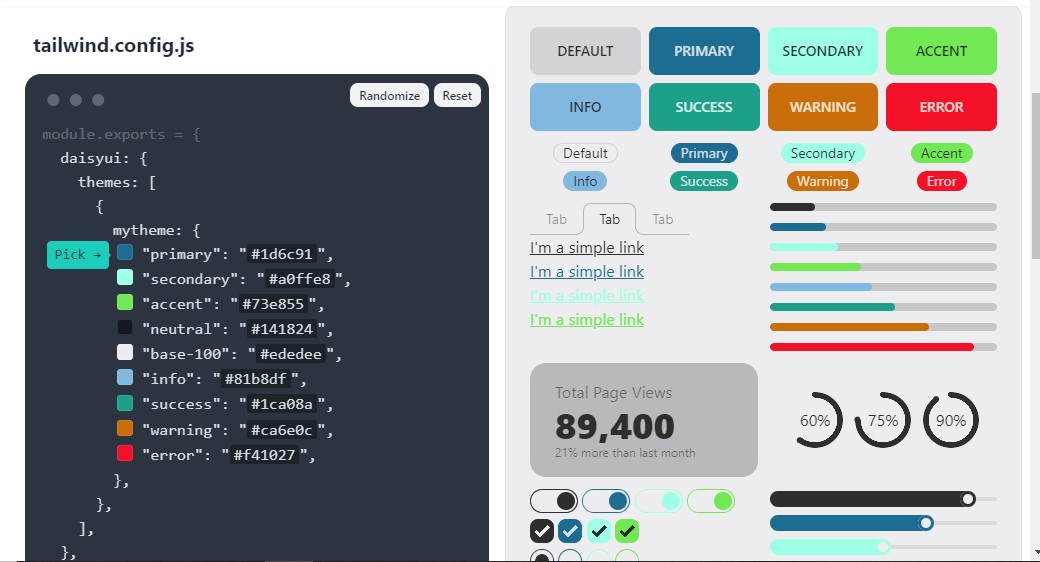 tailwind.config.js
Randomize Reset
module.exports = {
daisyui: {
themes: [
{
mytheme: {
Pick →
"primary": "#1d6c91",
"secondary": "#a0ffe8",
"accent": "#73e855",
"neutral": "#141824",
"base-100": "#ededee",
"info": "#81b8df",
"success": "#1ca08a",
"warning": "#ca6e0c",
"error": "#f41027",
},
},
],
},
DEFAULT PRIMARY SECONDARY ACCENT
INFO SUCCESS WARNING ERROR
Default Primary Secondary Accent
Info Success Warning Error
Tab Tab Tab
I'm a simple link
I'm a simple link
I'm a simple link
I'm a simple link
Total Page Views
89,400
21% more than last month
60% 75% 90%